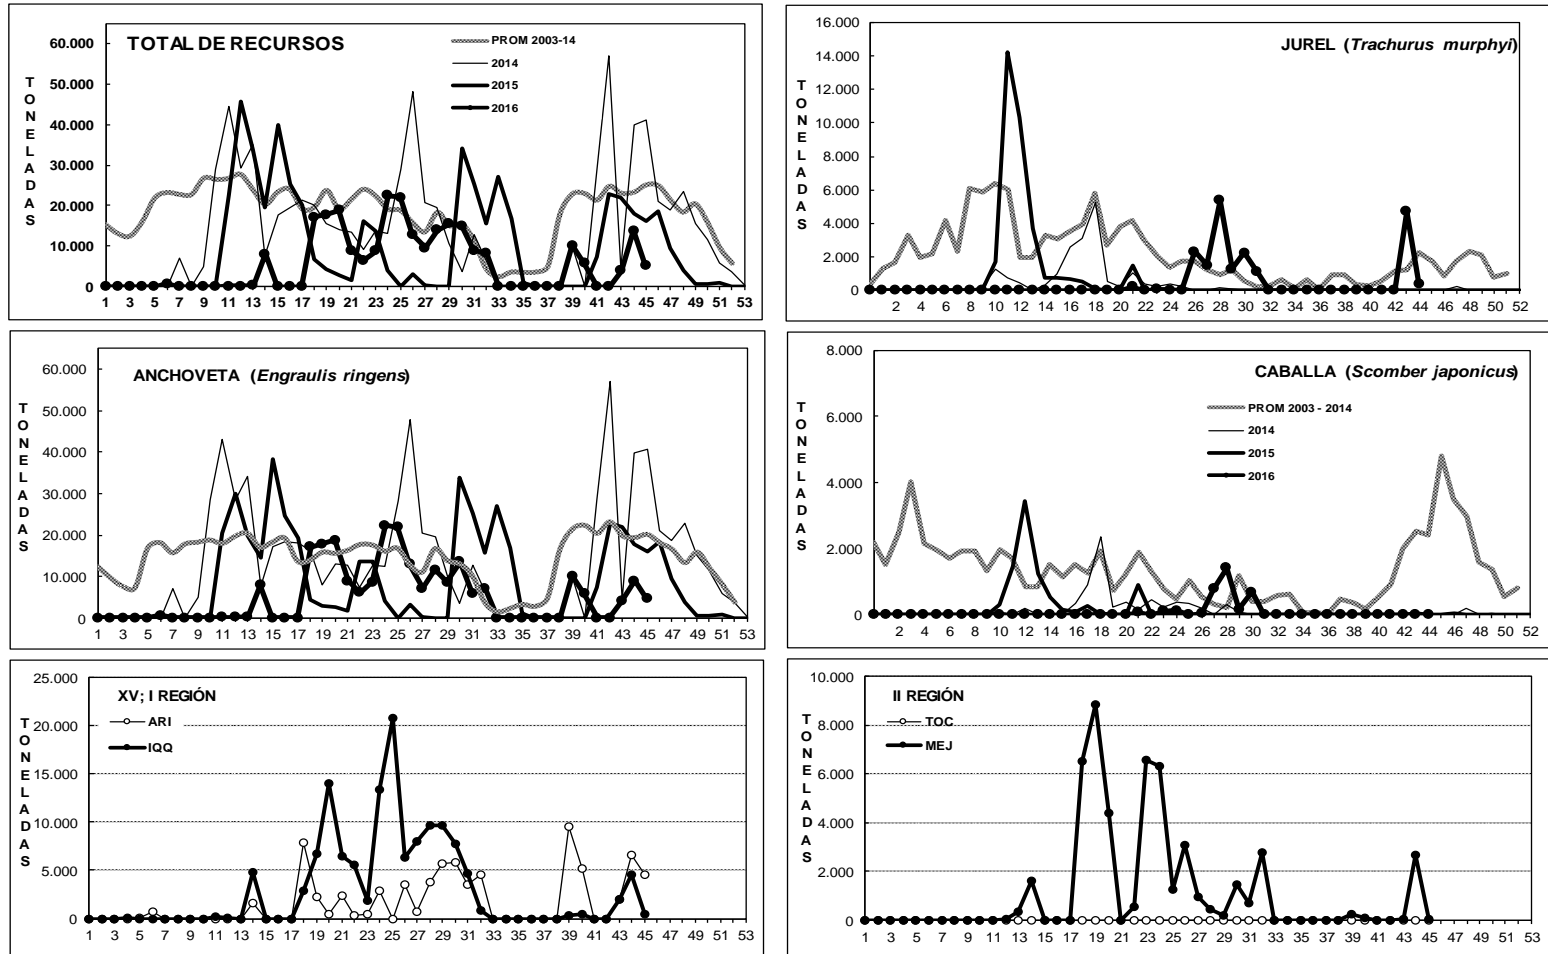 TOTAL DE RECURSOS
PROM 2003-14
2014
2015
2016
TONELADAS
60.000
50.000
40.000
30.000
20.000
10.000
0
1 3 5 7 9 11 13 15 17 19 21 23 25 27 29 31 33 35 37 39 41 43 45 47 49 51 53
JUREL (Trachurus murphyi)
TONELADAS
16.000
14.000
12.000
10.000
8.000
6.000
4.000
2.000
0
2 4 6 8 10 12 14 16 18 20 22 24 26 28 30 32 34 36 38 40 42 44 46 48 50 52
ANCHOVETA (Engraulis ringens)
TONELADAS
60.000
50.000
40.000
30.000
20.000
10.000
0
1 3 5 7 9 11 13 15 17 19 21 23 25 27 29 31 33 35 37 39 41 43 45 47 49 51 53
CABALLA (Scomber japonicus)
PROM 2003 - 2014
2014
2015
2016
TONELADAS
8.000
6.000
4.000
2.000
0
2 4 6 8 10 12 14 16 18 20 22 24 26 28 30 32 34 36 38 40 42 44 46 48 50 52
XV; I REGIÓN
ARI
IQQ
TONELADAS
25.000
20.000
15.000
10.000
5.000
0
1 3 5 7 9 11 13 15 17 19 21 23 25 27 29 31 33 35 37 39 41 43 45 47 49 51 53
II REGIÓN
TOC
MEJ
TONELADAS
10.000
8.000
6.000
4.000
2.000
0
1 3 5 7 9 11 13 15 17 19 21 23 25 27 29 31 33 35 37 39 41 43 45 47 49 51 53